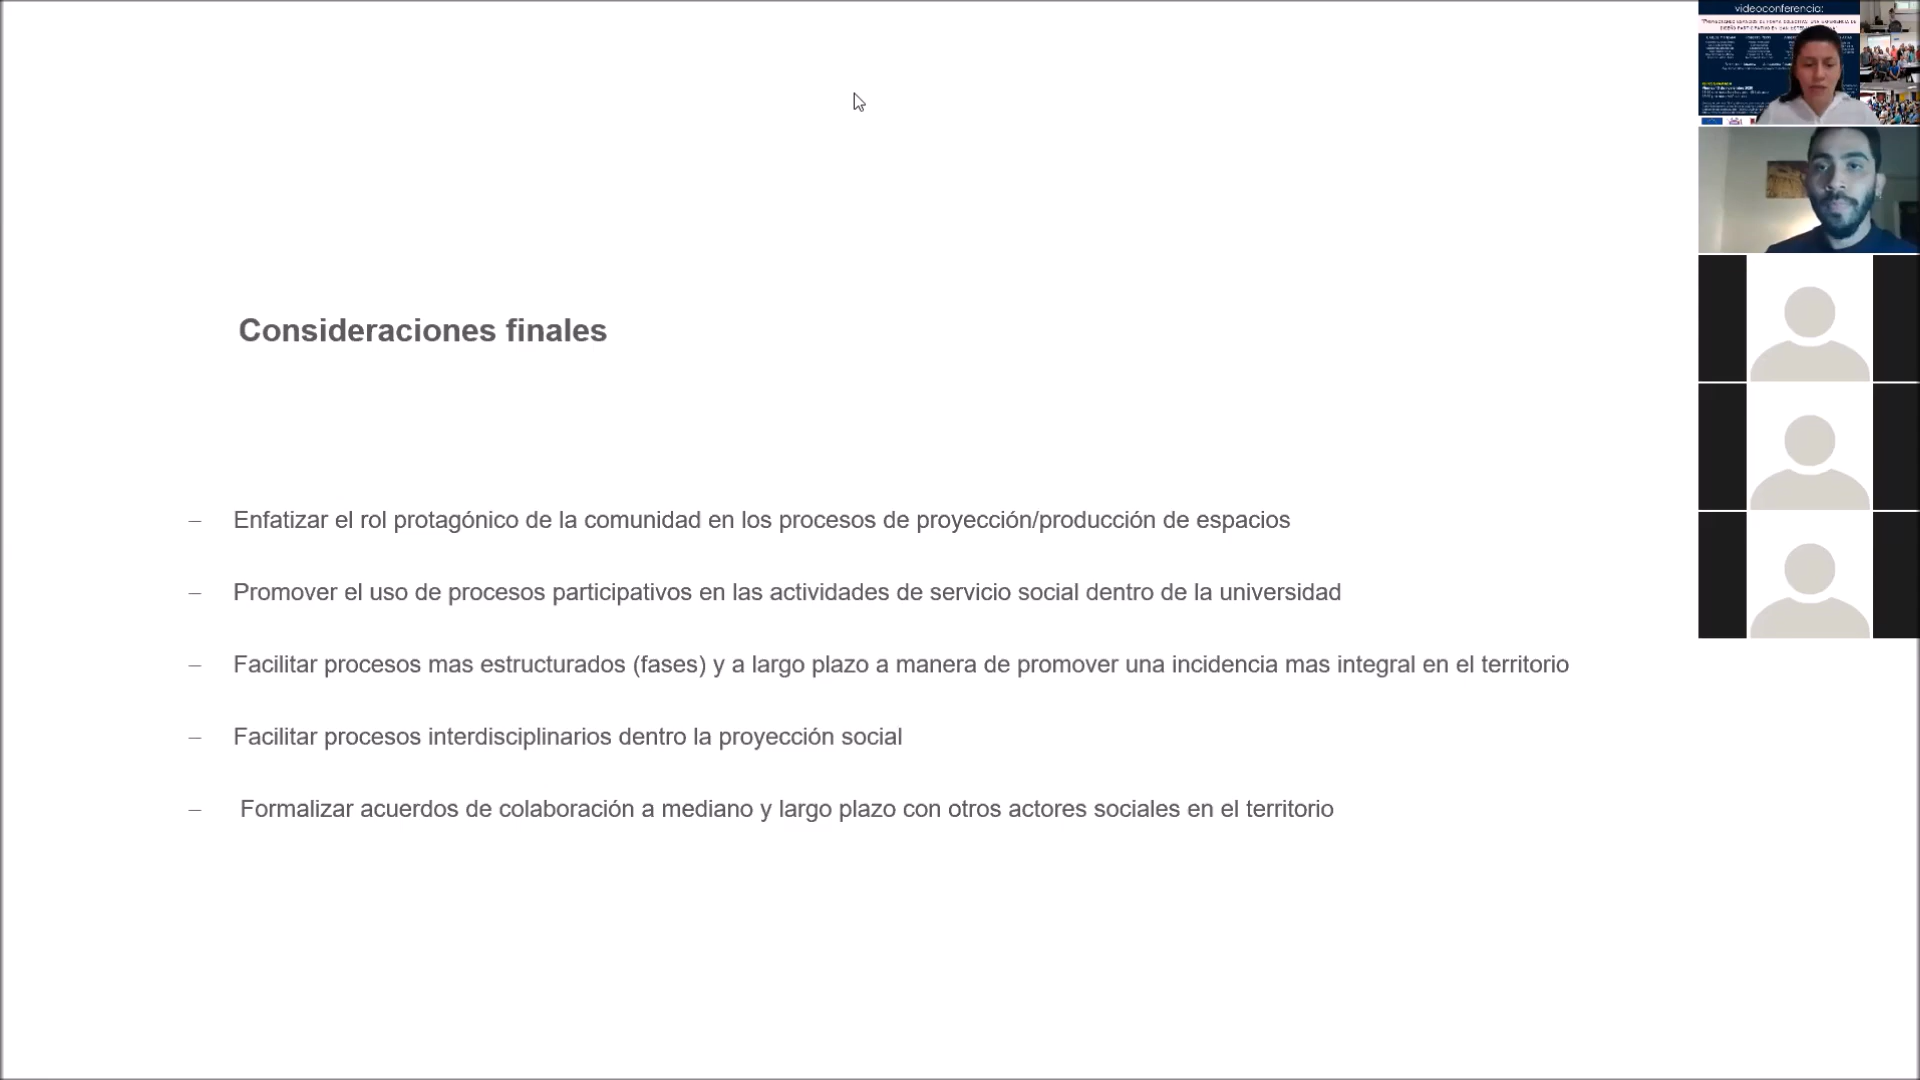 videoconferencia:
Consideraciones finales
– Enfatizar el rol protagónico de la comunidad en los procesos de proyección/producción de espacios
– Promover el uso de procesos participativos en las actividades de servicio social dentro de la universidad
– Facilitar procesos mas estructurados (fases) y a largo plazo a manera de promover una incidencia mas integral en el territorio
– Facilitar procesos interdisciplinarios dentro la proyección social
– Formalizar acuerdos de colaboración a mediano y largo plazo con otros actores sociales en el territorio